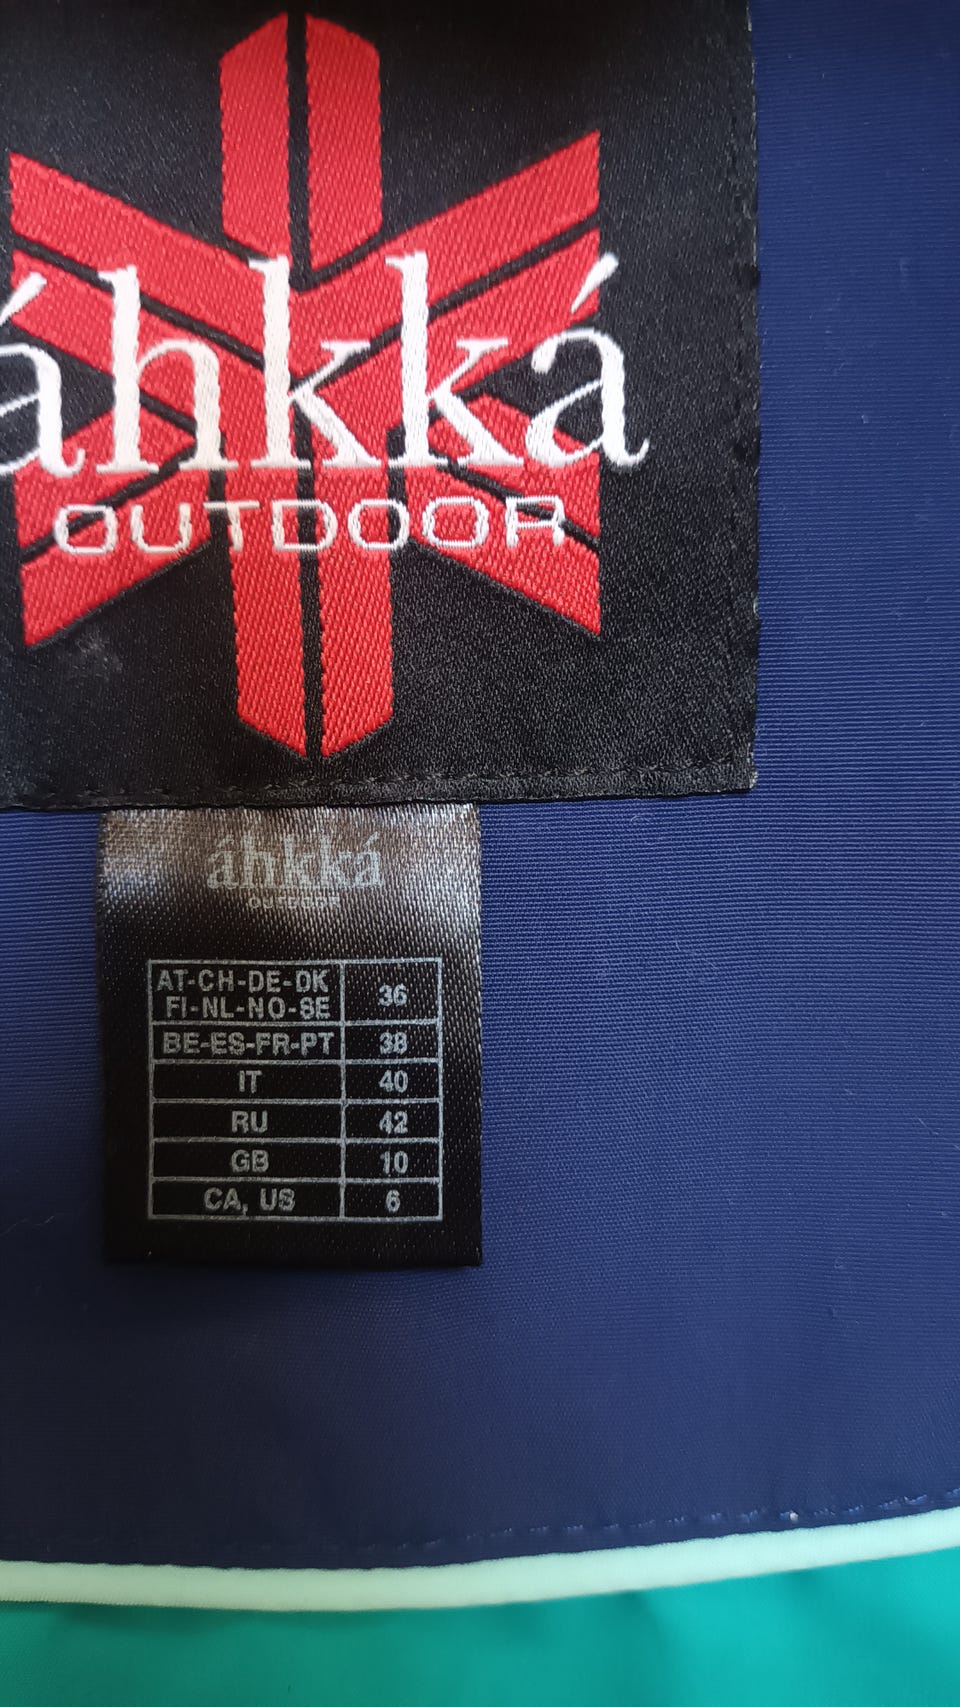 áhkká
OUTDOOR
áhkká
OUTDOOR
AT-CH-DE-DK
FI-NL-NO-SE 36
BE-ES-FR-PT 38
IT 40
RU 42
GB 10
CA, US 6